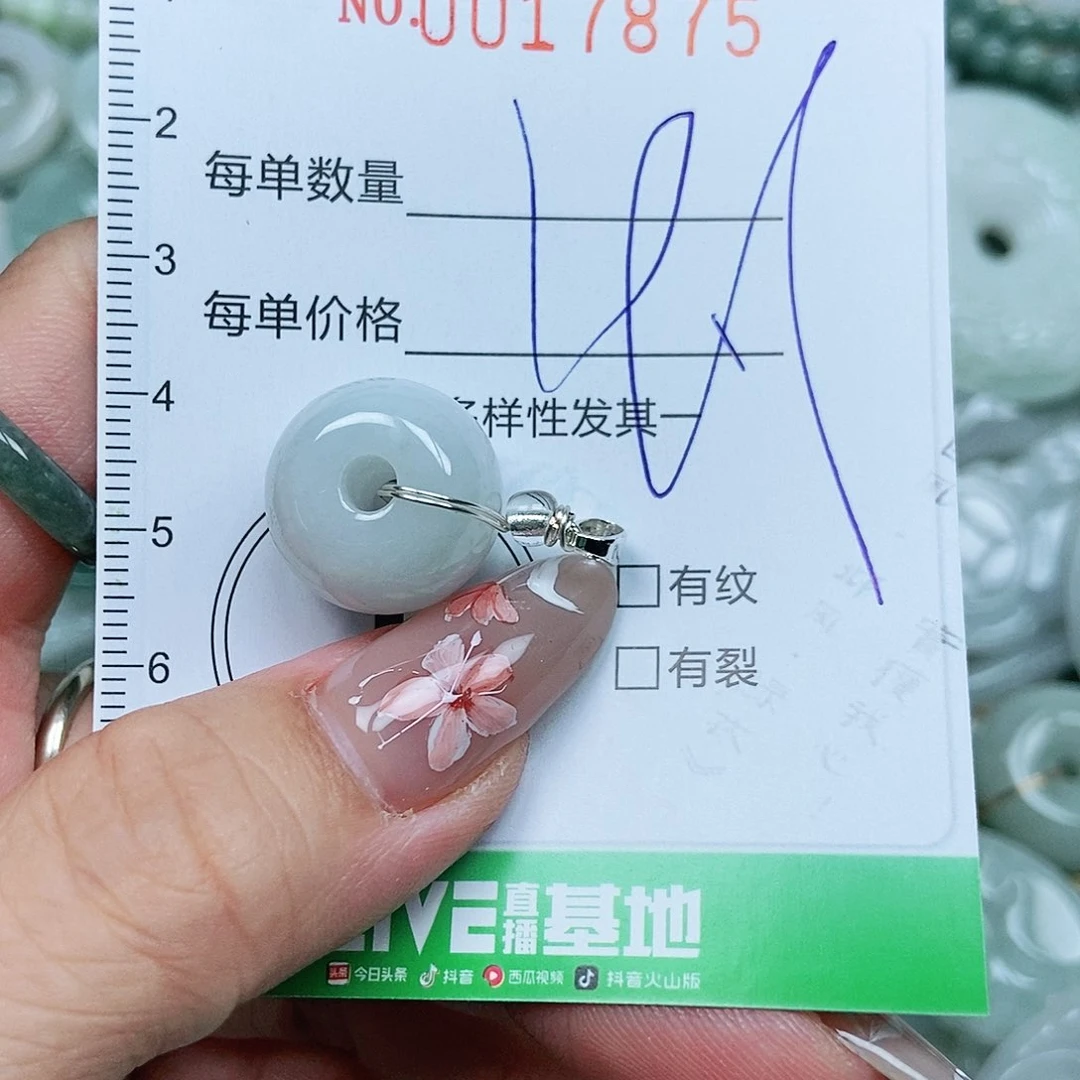 NO.0017875
2
每单数量
3
每单价格
4
多样性发其一
5
□有纹
□有裂
6
LIVE直播基地
头条 今日头条 抖音 西瓜视频 抖音火山版